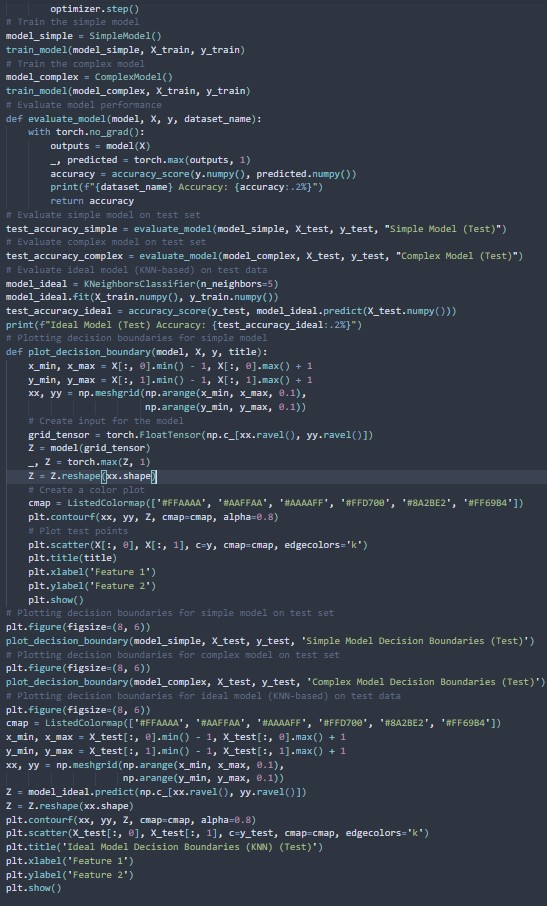 optimizer.step()
# Train the simple model
model_simple = SimpleModel()
train_model(model_simple, X_train, y_train)
# Train the complex model
model_complex = ComplexModel()
train_model(model_complex, X_train, y_train)
# Evaluate model performance
def evaluate_model(model, X, y, dataset_name):
    with torch.no_grad():
        outputs = model(X)
        _, predicted = torch.max(outputs, 1)
        accuracy = accuracy_score(y.numpy(), predicted.numpy())
        print(f"{dataset_name} Accuracy: {accuracy:.2%}")
        return accuracy
# Evaluate simple model on test set
test_accuracy_simple = evaluate_model(model_simple, X_test, y_test, "Simple Model (Test)")
# Evaluate complex model on test set
test_accuracy_complex = evaluate_model(model_complex, X_test, y_test, "Complex Model (Test)")
# Evaluate ideal model (KNN-based) on test data
model_ideal = KNeighborsClassifier(n_neighbors=5)
model_ideal.fit(X_train.numpy(), y_train.numpy())
test_accuracy_ideal = accuracy_score(y_test, model_ideal.predict(X_test.numpy()))
print(f"Ideal Model (Test) Accuracy: {test_accuracy_ideal:.2%}")
# Plotting decision boundaries for simple model
def plot_decision_boundary(model, X, y, title):
    x_min, x_max = X[:, 0].min() - 1, X[:, 0].max() + 1
    y_min, y_max = X[:, 1].min() - 1, X[:, 1].max() + 1
    xx, yy = np.meshgrid(np.arange(x_min, x_max, 0.1),
                         np.arange(y_min, y_max, 0.1))
    # Create input for the model
    grid_tensor = torch.FloatTensor(np.c_[xx.ravel(), yy.ravel()])
    Z = model(grid_tensor)
    _, Z = torch.max(Z, 1)
    Z = Z.reshape(xx.shape)
    # Create a color plot
    cmap = ListedColormap(['#FFAAAA', '#AAFFAA', '#AAAAFF', '#FFD700', '#8A2BE2', '#FF69B4'])
    plt.contourf(xx, yy, Z, cmap=cmap, alpha=0.8)
    # Plot test points
    plt.scatter(X[:, 0], X[:, 1], c=y, cmap=cmap, edgecolors='k')
    plt.title(title)
    plt.xlabel('Feature 1')
    plt.ylabel('Feature 2')
    plt.show()
# Plotting decision boundaries for simple model on test set
plt.figure(figsize=(8, 6))
plot_decision_boundary(model_simple, X_test, y_test, 'Simple Model Decision Boundaries (Test)')
# Plotting decision boundaries for complex model on test set
plt.figure(figsize=(8, 6))
plot_decision_boundary(model_complex, X_test, y_test, 'Complex Model Decision Boundaries (Test)')
# Plotting decision boundaries for ideal model (KNN-based) on test data
plt.figure(figsize=(8, 6))
cmap = ListedColormap(['#FFAAAA', '#AAFFAA', '#AAAAFF', '#FFD700', '#8A2BE2', '#FF69B4'])
x_min, x_max = X_test[:, 0].min() - 1, X_test[:, 0].max() + 1
y_min, y_max = X_test[:, 1].min() - 1, X_test[:, 1].max() + 1
xx, yy = np.meshgrid(np.arange(x_min, x_max, 0.1),
                     np.arange(y_min, y_max, 0.1))
Z = model_ideal.predict(np.c_[xx.ravel(), yy.ravel()])
Z = Z.reshape(xx.shape)
plt.contourf(xx, yy, Z, cmap=cmap, alpha=0.8)
plt.scatter(X_test[:, 0], X_test[:, 1], c=y_test, cmap=cmap, edgecolors='k')
plt.title('Ideal Model Decision Boundaries (KNN) (Test)')
plt.xlabel('Feature 1')
plt.ylabel('Feature 2')
plt.show()